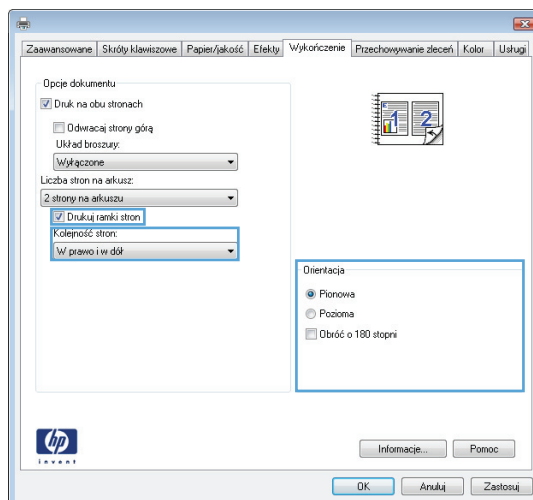 Zaawansowane Skróty klawiszowe Papier/jakość Efekty Wykończenie Przechowywanie zleceń Kolor Usługi
Opcje dokumentu
Druk na obu stronach
Odwracaj strony górą
Układ broszury:
Wyłączone
Liczba stron na arkusz:
2 strony na arkuszu
Drukuj ramki stron
Kolejność stron:
W prawo i w dół
1 2
Orientacja
Pionowa
Pozioma
Obróć o 180 stopni
hp
invent
Informacje... Pomoc
OK Anuluj Zastosuj